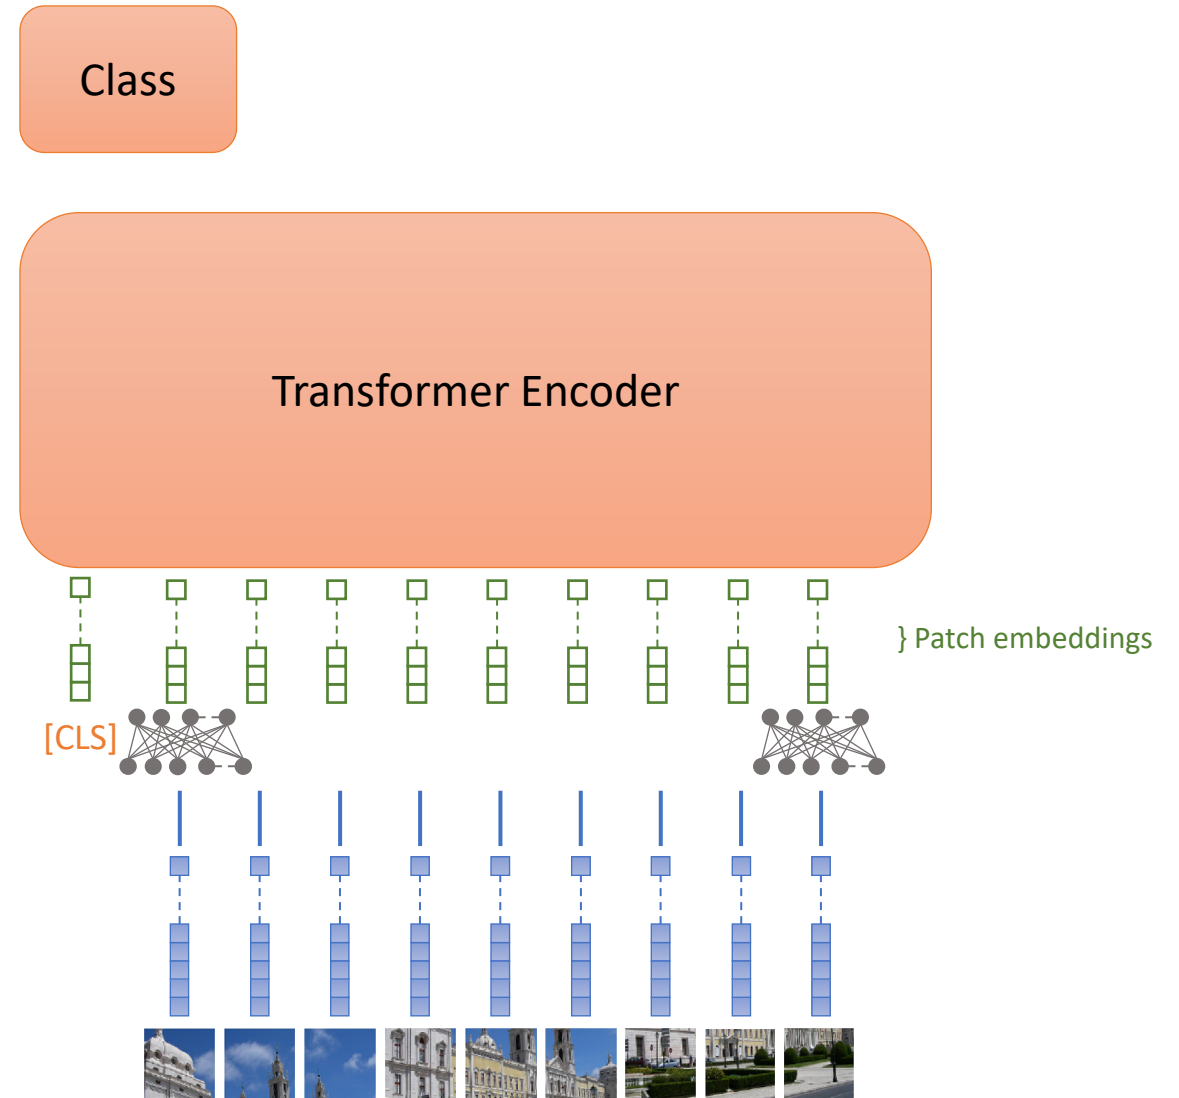 Class
Transformer Encoder
} Patch embeddings
[CLS]